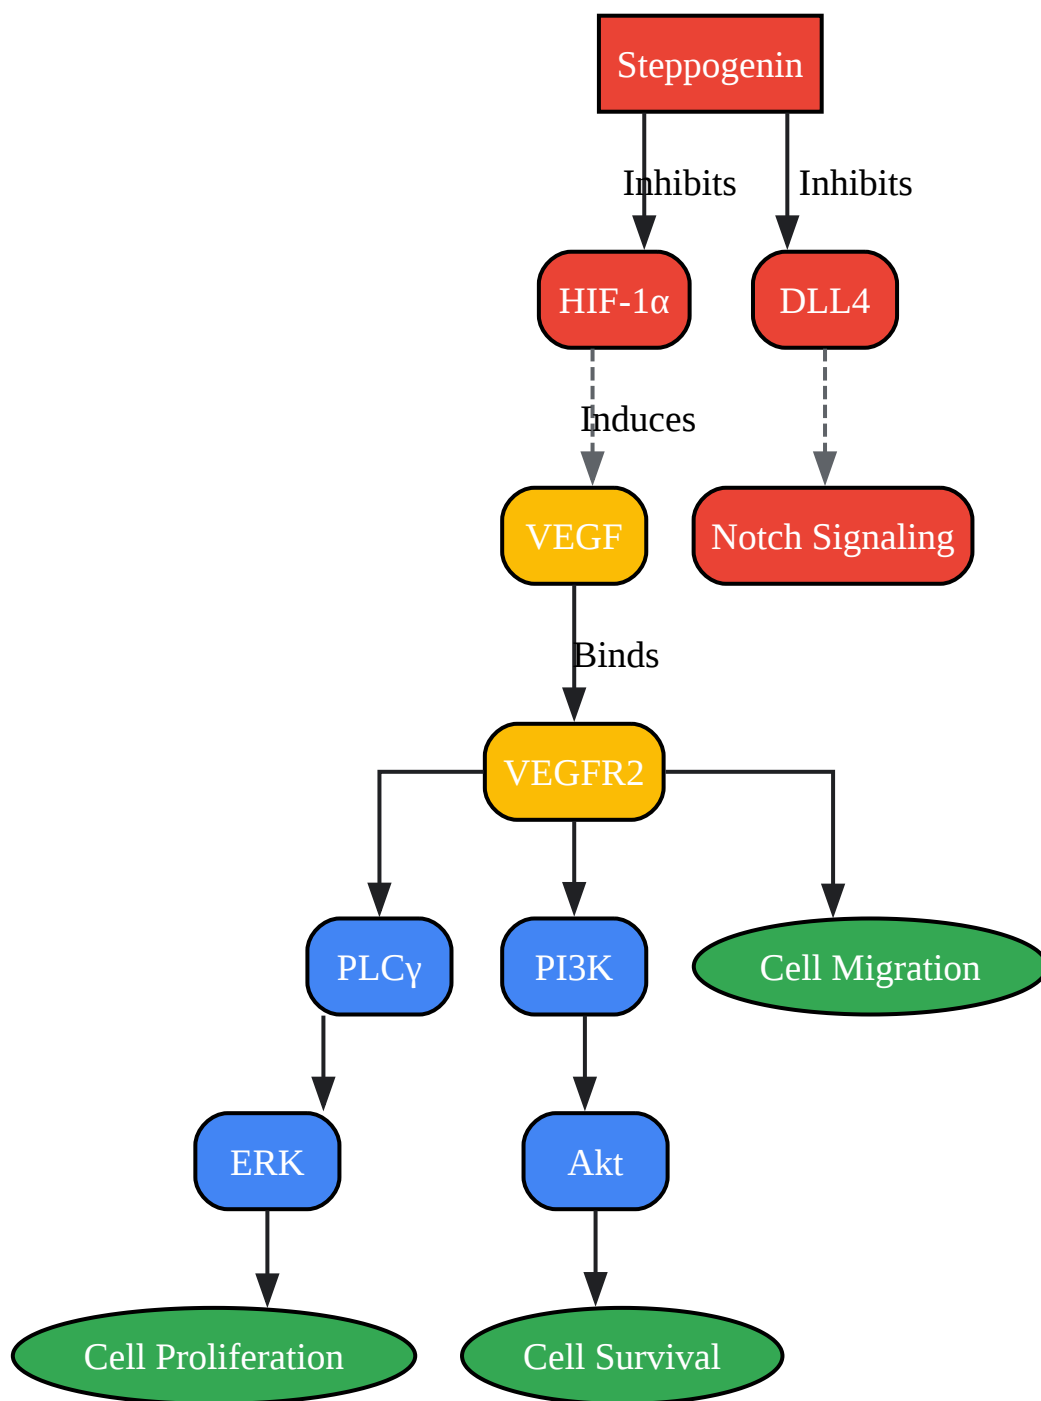 Steppogenin
Inhibits
Inhibits
HIF-1α
DLL4
Induces
VEGF
Notch Signaling
Binds
VEGFR2
PLCγ
PI3K
Cell Migration
ERK
Akt
Cell Proliferation
Cell Survival